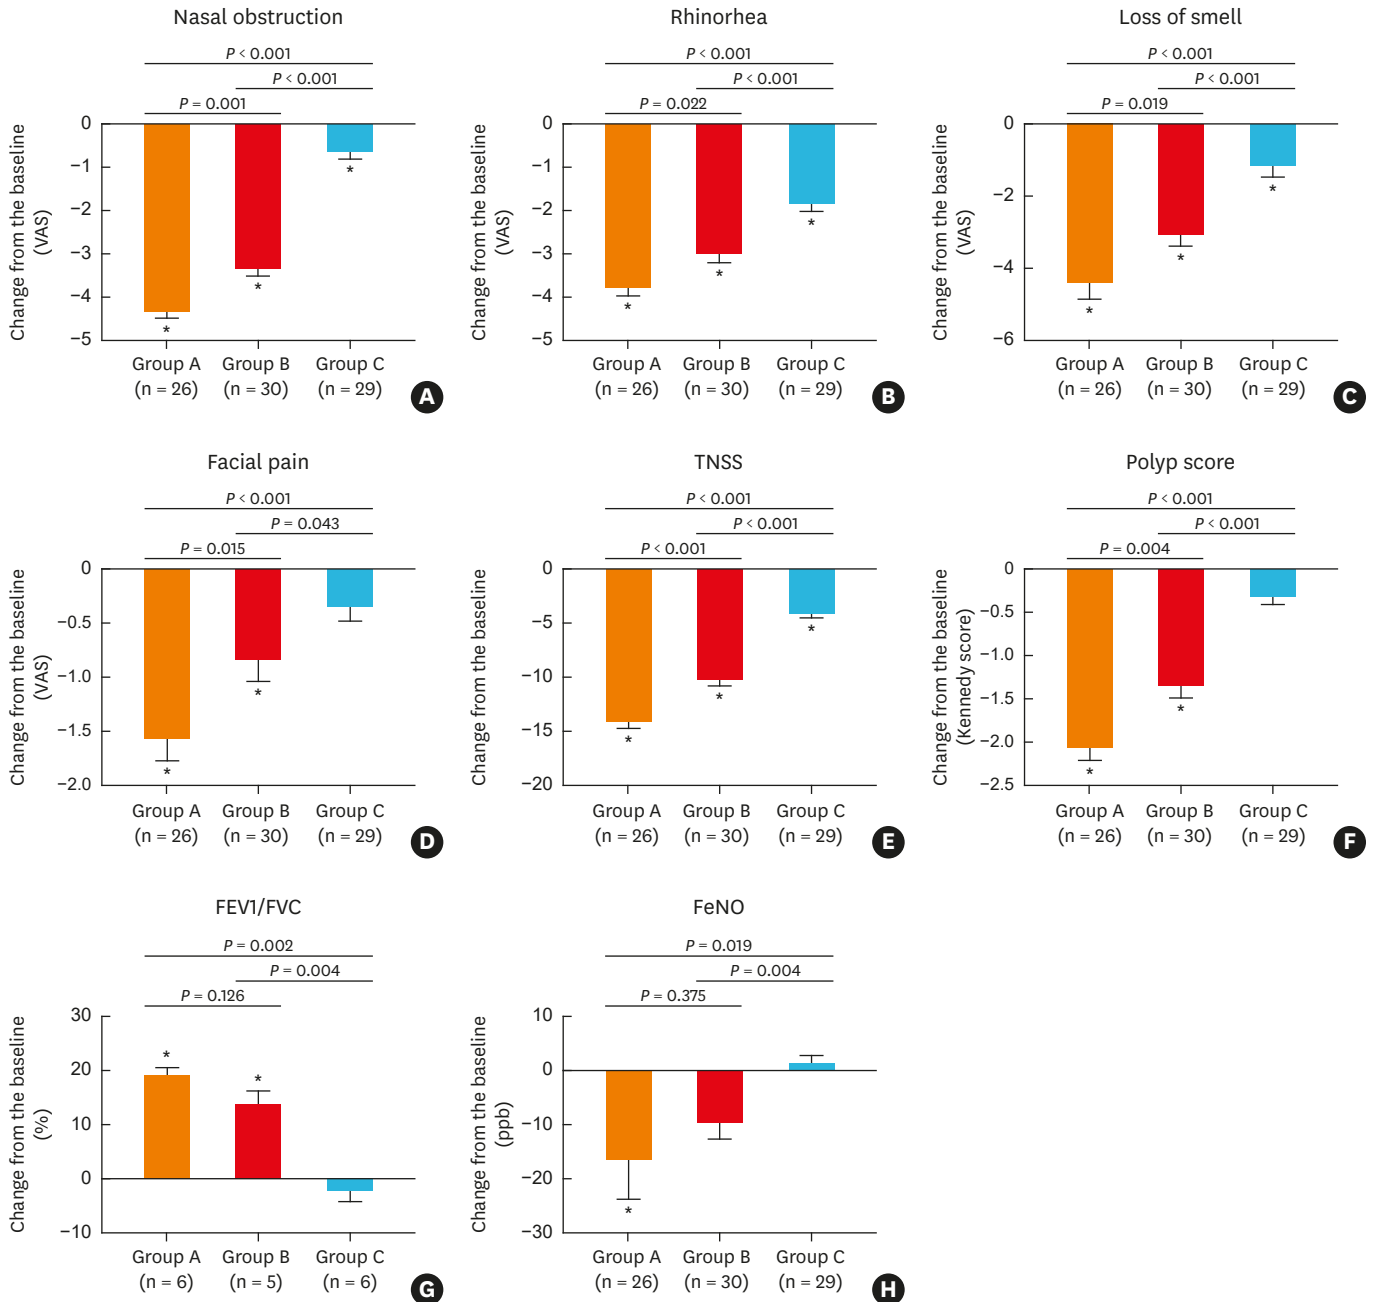 Nasal obstruction
P < 0.001
P < 0.001
P = 0.001
0
−1
−2
−3
−4
−5
Change from the baseline
(VAS)
Group A
(n = 26)
Group B
(n = 30)
Group C
(n = 29)
A
Rhinorhea
P < 0.001
P < 0.001
P = 0.022
0
−1
−2
−3
−4
−5
Change from the baseline
(VAS)
Group A
(n = 26)
Group B
(n = 30)
Group C
(n = 29)
B
Loss of smell
P < 0.001
P < 0.001
P = 0.019
0
−2
−4
−6
Change from the baseline
(VAS)
Group A
(n = 26)
Group B
(n = 30)
Group C
(n = 29)
C
Facial pain
P < 0.001
P = 0.043
P = 0.015
0
−0.5
−1.0
−1.5
−2.0
Change from the baseline
(VAS)
Group A
(n = 26)
Group B
(n = 30)
Group C
(n = 29)
D
TNSS
P < 0.001
P < 0.001
P < 0.001
0
−5
−10
−15
−20
Change from the baseline
(VAS)
Group A
(n = 26)
Group B
(n = 30)
Group C
(n = 29)
E
Polyp score
P < 0.001
P < 0.001
P = 0.004
0
−0.5
−1.0
−1.5
−2.0
−2.5
Change from the baseline
(Kennedy score)
Group A
(n = 26)
Group B
(n = 30)
Group C
(n = 29)
F
FEV1/FVC
P = 0.002
P = 0.004
P = 0.126
30
20
10
0
−10
Change from the baseline
(%)
Group A
(n = 6)
Group B
(n = 5)
Group C
(n = 6)
G
FeNO
P = 0.019
P = 0.004
P = 0.375
10
0
−10
−20
−30
Change from the baseline
(ppb)
Group A
(n = 26)
Group B
(n = 30)
Group C
(n = 29)
H